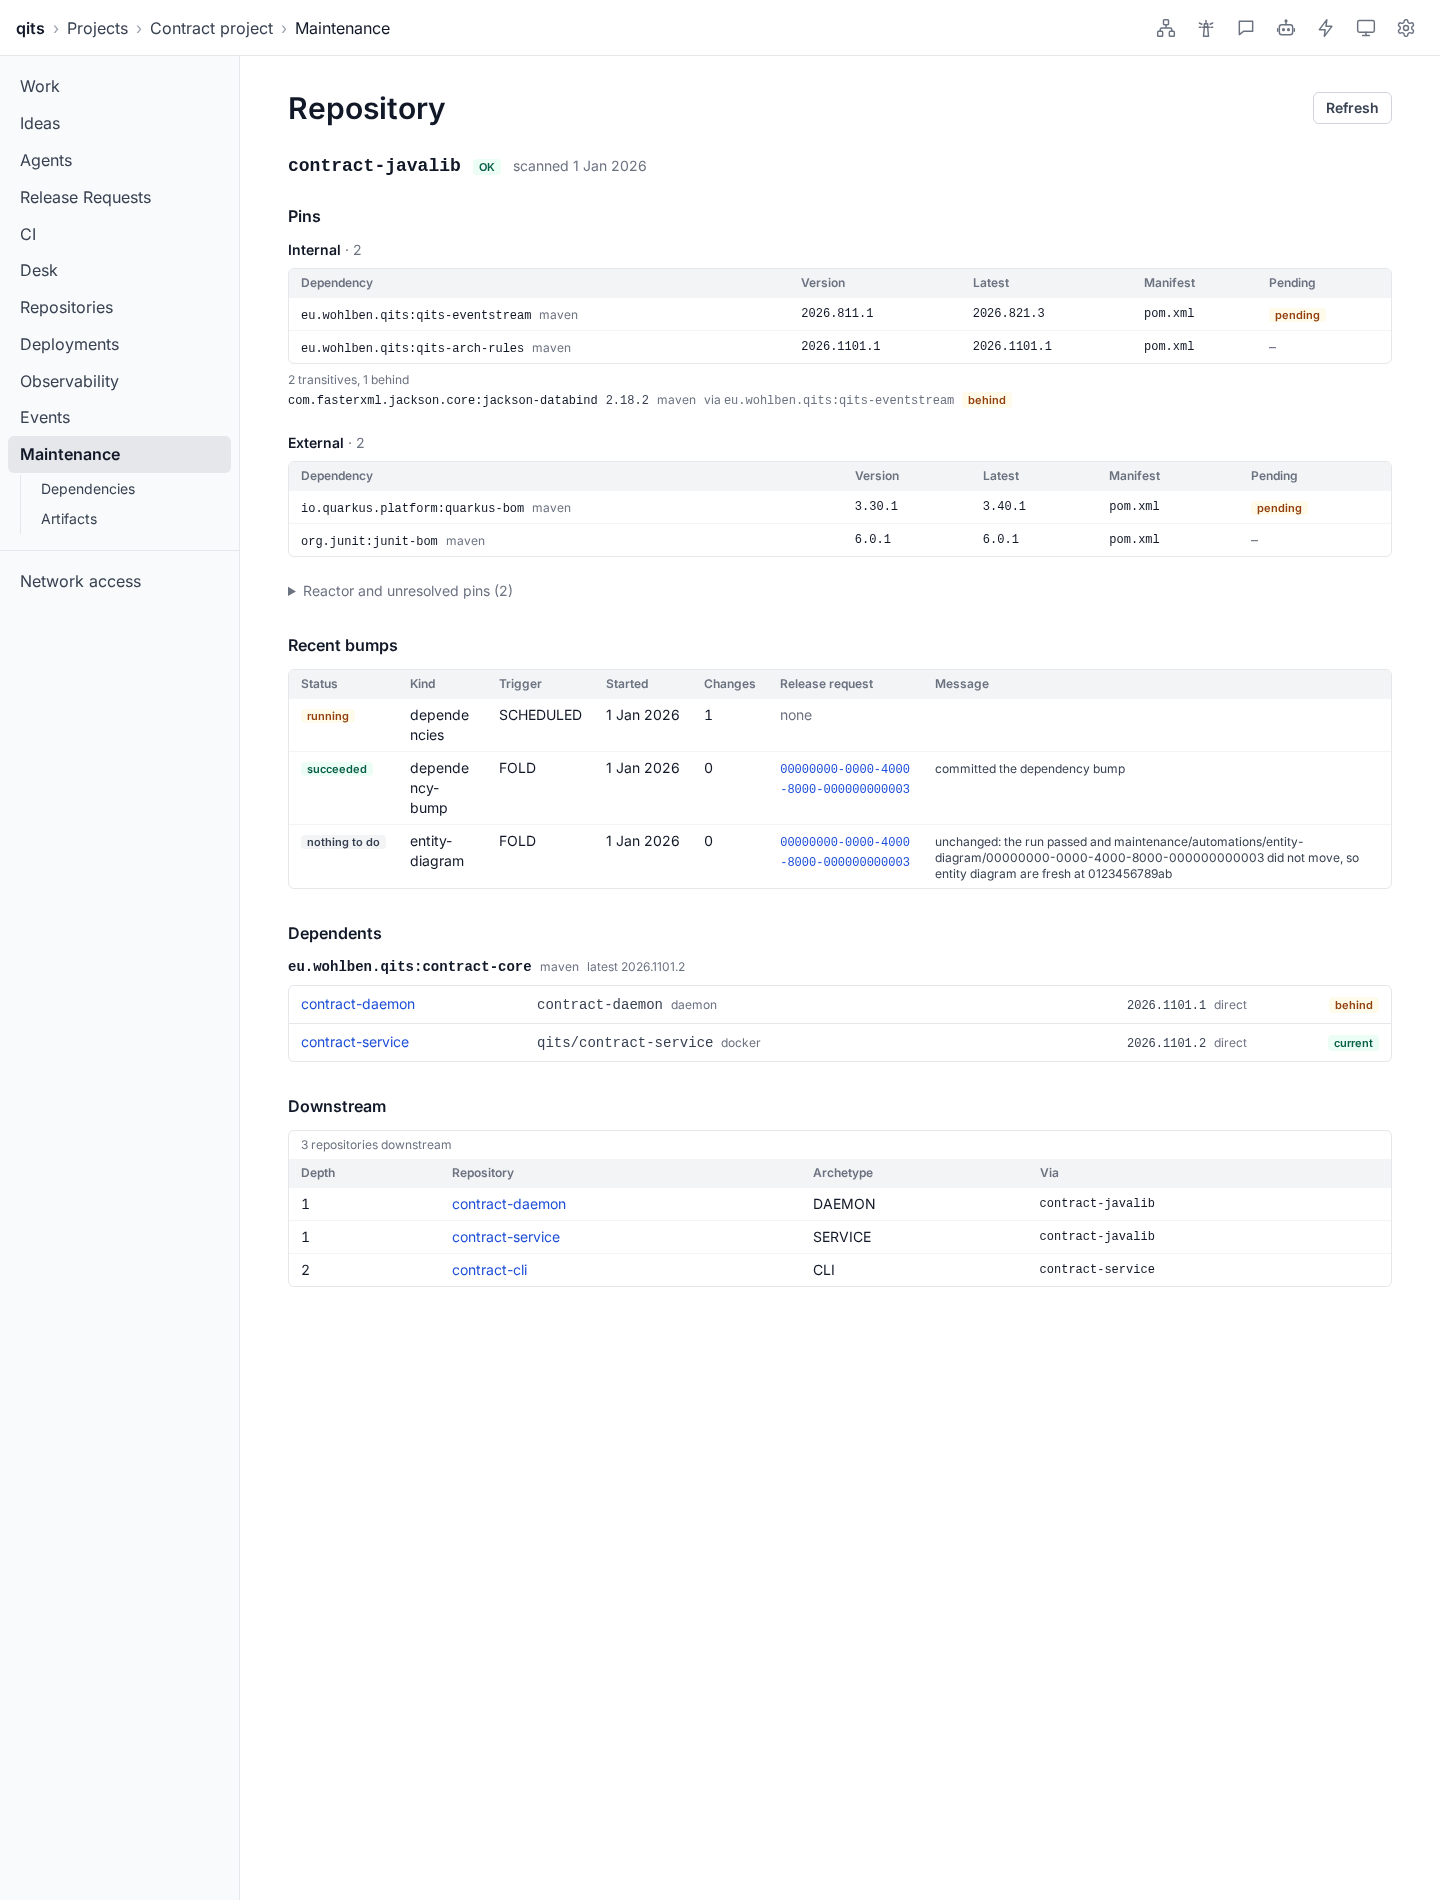 qits › Projects › Contract project › Maintenance
Work
Ideas
Agents
Release Requests
CI
Desk
Repositories
Deployments
Observability
Events
Maintenance
Dependencies
Artifacts
Network access
Repository
Refresh
contract-javalib OK scanned 1 Jan 2026
Pins
Internal · 2
Dependency Version Latest Manifest Pending
eu.wohlben.qits:qits-eventstream maven 2026.811.1 2026.821.3 pom.xml pending
eu.wohlben.qits:qits-arch-rules maven 2026.1101.1 2026.1101.1 pom.xml –
2 transitives, 1 behind
com.fasterxml.jackson.core:jackson-databind 2.18.2 maven via eu.wohlben.qits:qits-eventstream behind
External · 2
Dependency Version Latest Manifest Pending
io.quarkus.platform:quarkus-bom maven 3.30.1 3.40.1 pom.xml pending
org.junit:junit-bom maven 6.0.1 6.0.1 pom.xml –
Reactor and unresolved pins (2)
Recent bumps
Status Kind Trigger Started Changes Release request Message
running depende SCHEDULED 1 Jan 2026 1 none
ncies
succeeded depende FOLD 1 Jan 2026 0 00000000-0000-4000 committed the dependency bump
ncy- -8000-000000000003
bump
nothing to do entity- FOLD 1 Jan 2026 0 00000000-0000-4000 unchanged: the run passed and maintenance/automations/entity-
diagram -8000-000000000003 diagram/00000000-0000-4000-8000-000000000003 did not move, so
entity diagram are fresh at 0123456789ab
Dependents
eu.wohlben.qits:contract-core maven latest 2026.1101.2
contract-daemon contract-daemon daemon 2026.1101.1 direct behind
contract-service qits/contract-service docker 2026.1101.2 direct current
Downstream
3 repositories downstream
Depth Repository Archetype Via
1 contract-daemon DAEMON contract-javalib
1 contract-service SERVICE contract-javalib
2 contract-cli CLI contract-service